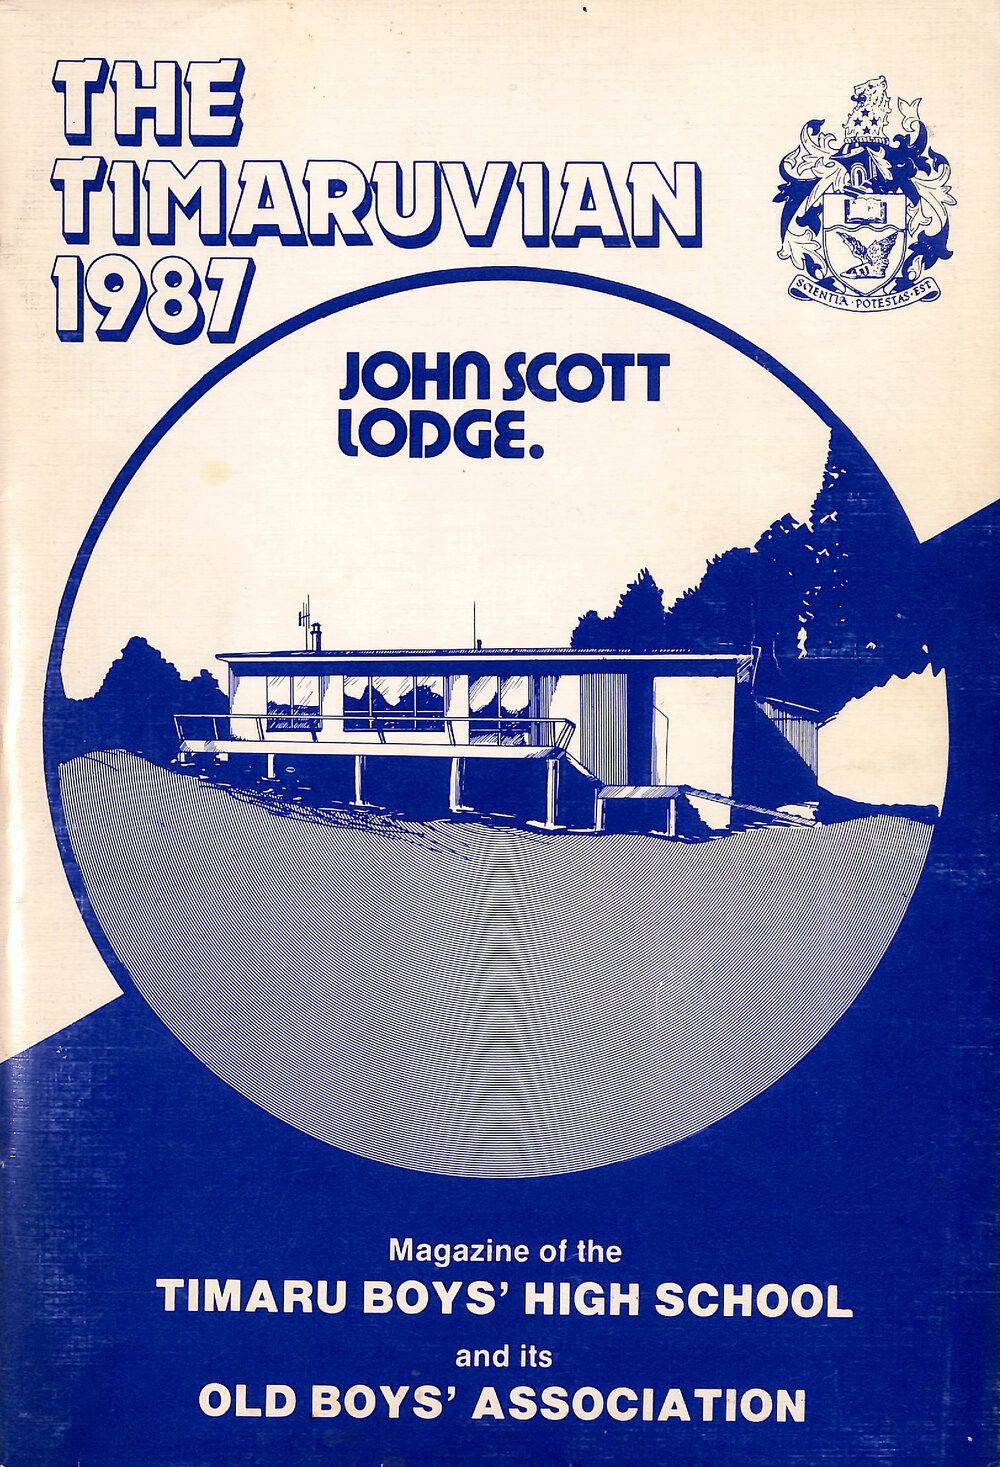 THE
TIMARUVIAN
1987
SCIENTIA · POTESTAS · EST
JOHN SCOTT
LODGE.
Magazine of the
TIMARU BOYS' HIGH SCHOOL
and its
OLD BOYS' ASSOCIATION